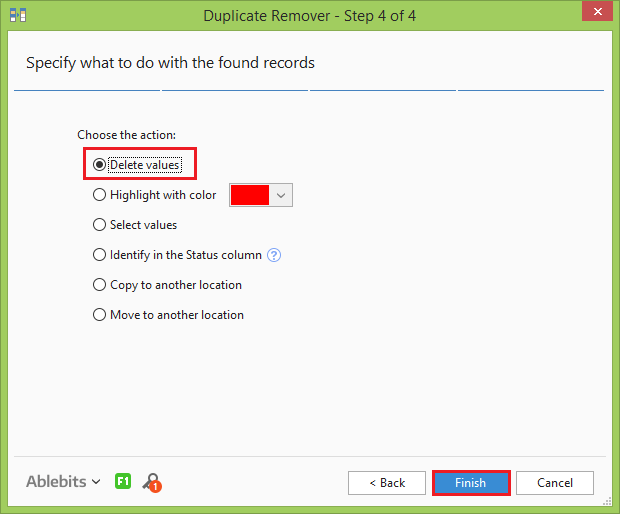 Duplicate Remover - Step 4 of 4
Specify what to do with the found records
Choose the action:
Delete values
Highlight with color
Select values
Identify in the Status column ?
Copy to another location
Move to another location
Ablebits F1 1 < Back Finish Cancel